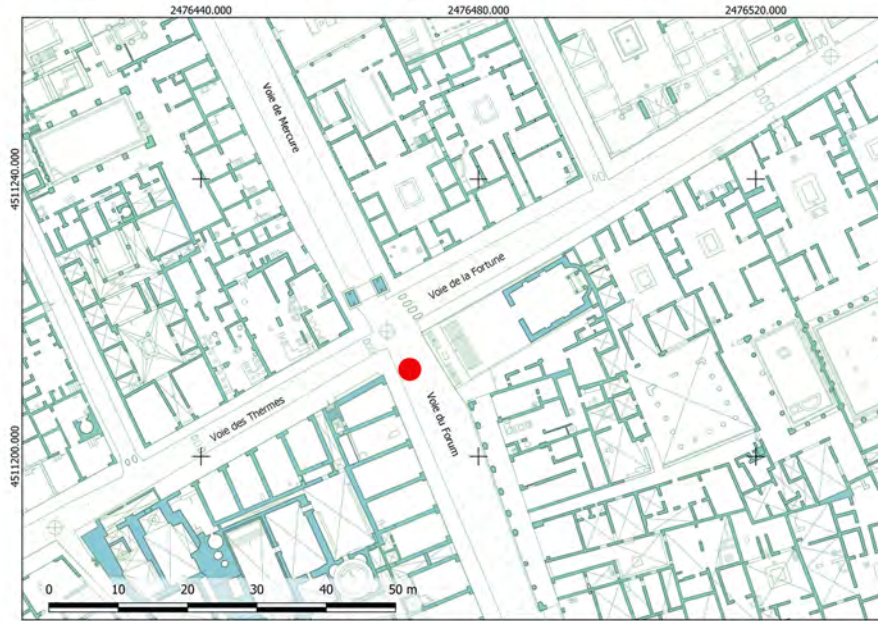 2476440.000
2476480.000
2476520.000
4511240.000
4511200.000
Voie de Mercure
Voie de la Fortune
Voie des Thermes
Voie du Forum
0 10 20 30 40 50 m